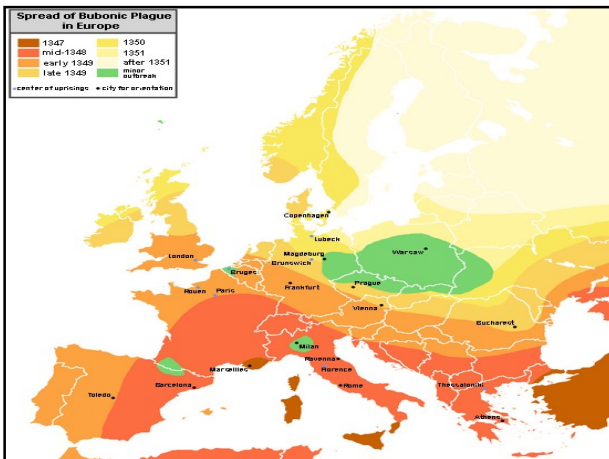 Spread of Bubonic Plague
in Europe
1347
mid-1348
early 1349
late 1349
1350
1351
after 1351
minor
outbreak
center of uprisings
city for orientation
Copenhagen
Lubeck
London
Magdeburg
Brunswick
Warsaw
Bruges
Rouen
Paris
Frankfurt
Prague
Vienna
Bucharest
Milan
Ravenna
Marseilles
Florence
Barcelona
Rome
Toledo
Thessaloniki
Athens